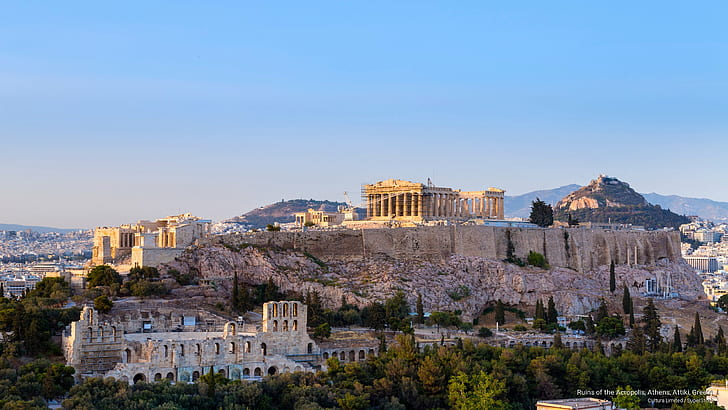 Ruins of the Acropolis, Athens, Attiki, Greece
Cultura Limited / Superstock